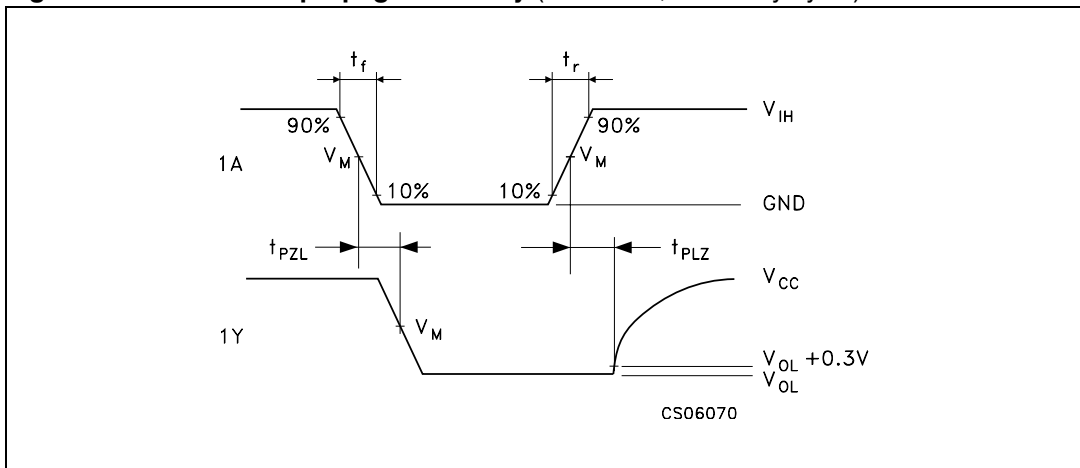 t_f t_r
90% 90% V_IH
1A V_M V_M
10% 10%
GND
t_PZL t_PLZ
V_CC
1Y V_M
V_OL +0.3V
V_OL
CS06070